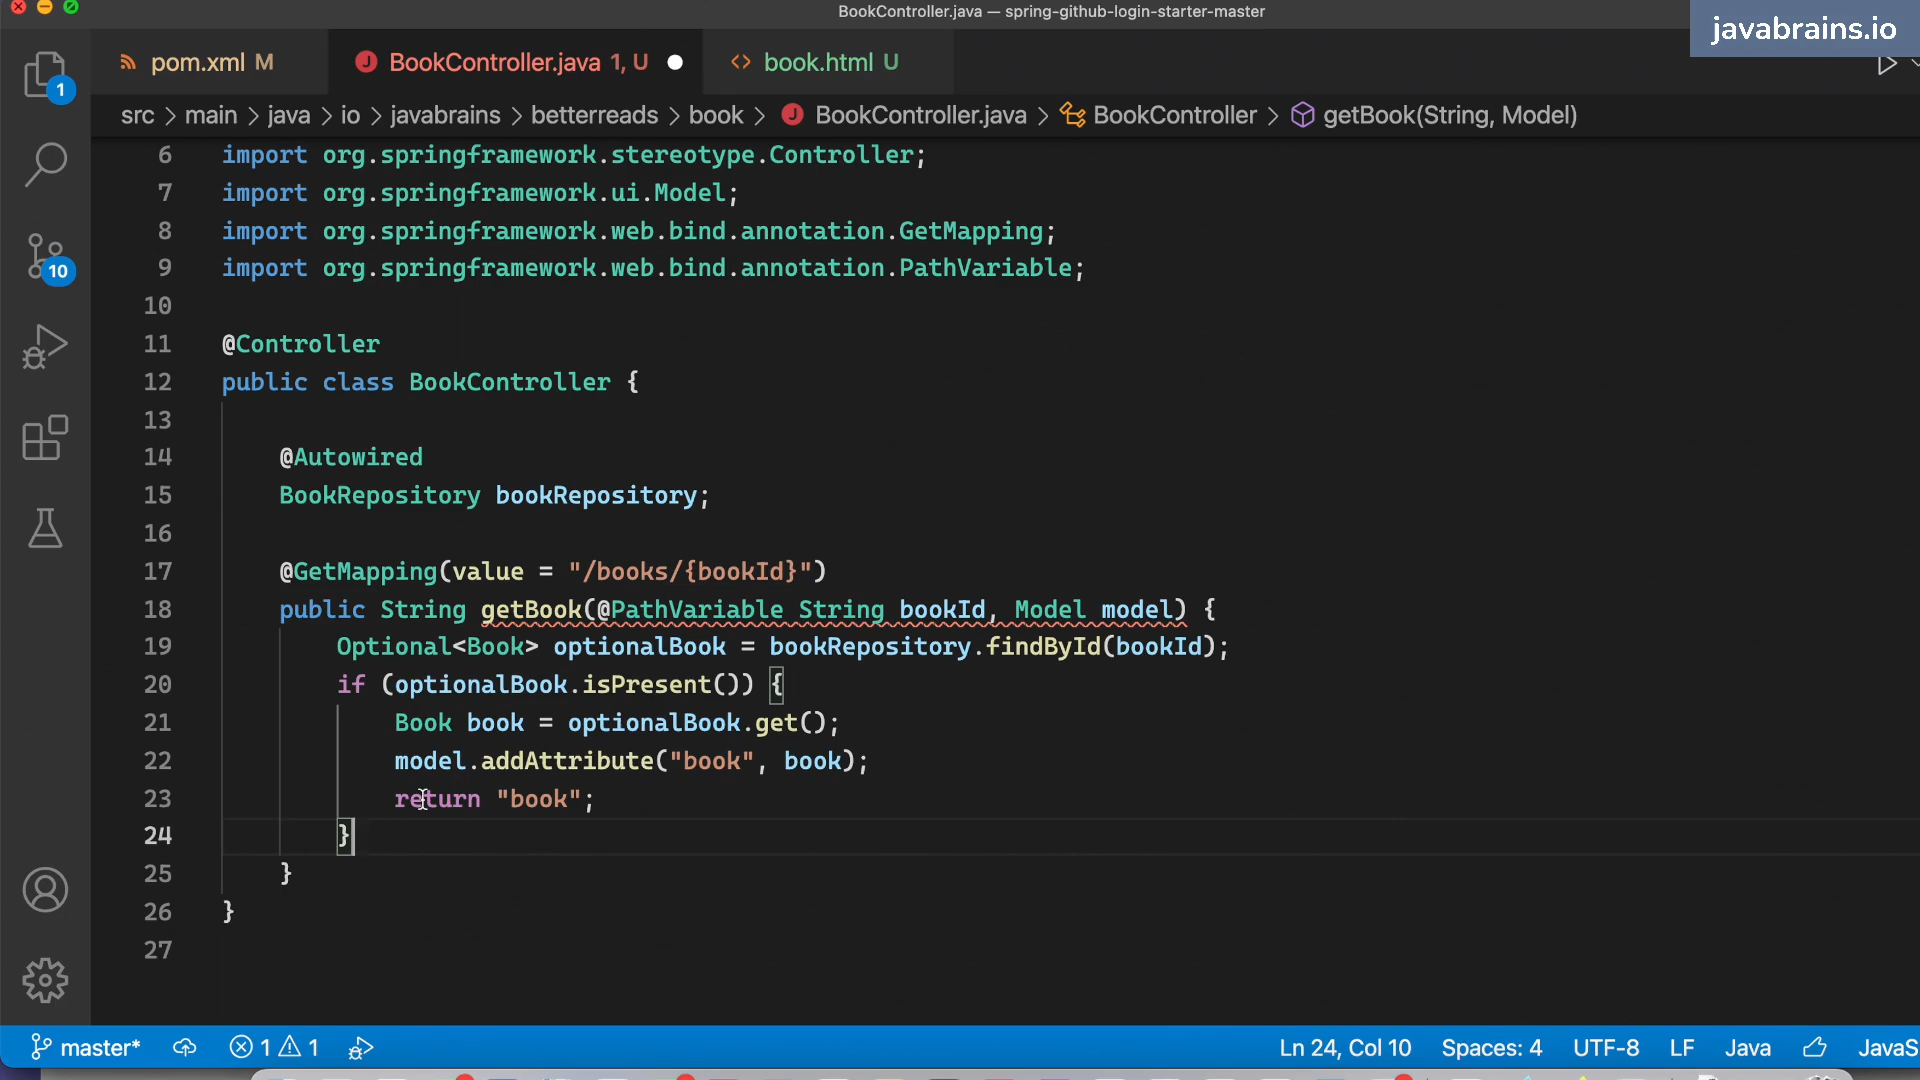 BookController.java — spring-github-login-starter-master
javabrains.io
pom.xml M
BookController.java 1, U
book.html U
src > main > java > io > javabrains > betterreads > book > BookController.java > BookController > getBook(String, Model)
6 import org.springframework.stereotype.Controller;
7 import org.springframework.ui.Model;
8 import org.springframework.web.bind.annotation.GetMapping;
9 import org.springframework.web.bind.annotation.PathVariable;
10
11 @Controller
12 public class BookController {
13
14 @Autowired
15 BookRepository bookRepository;
16
17 @GetMapping(value = "/books/{bookId}")
18 public String getBook(@PathVariable String bookId, Model model) {
19 Optional<Book> optionalBook = bookRepository.findById(bookId);
20 if (optionalBook.isPresent()) {
21 Book book = optionalBook.get();
22 model.addAttribute("book", book);
23 return "book";
24 }
25 }
26 }
27
1
10
master* 1 1 Ln 24, Col 10 Spaces: 4 UTF-8 LF Java JavaS